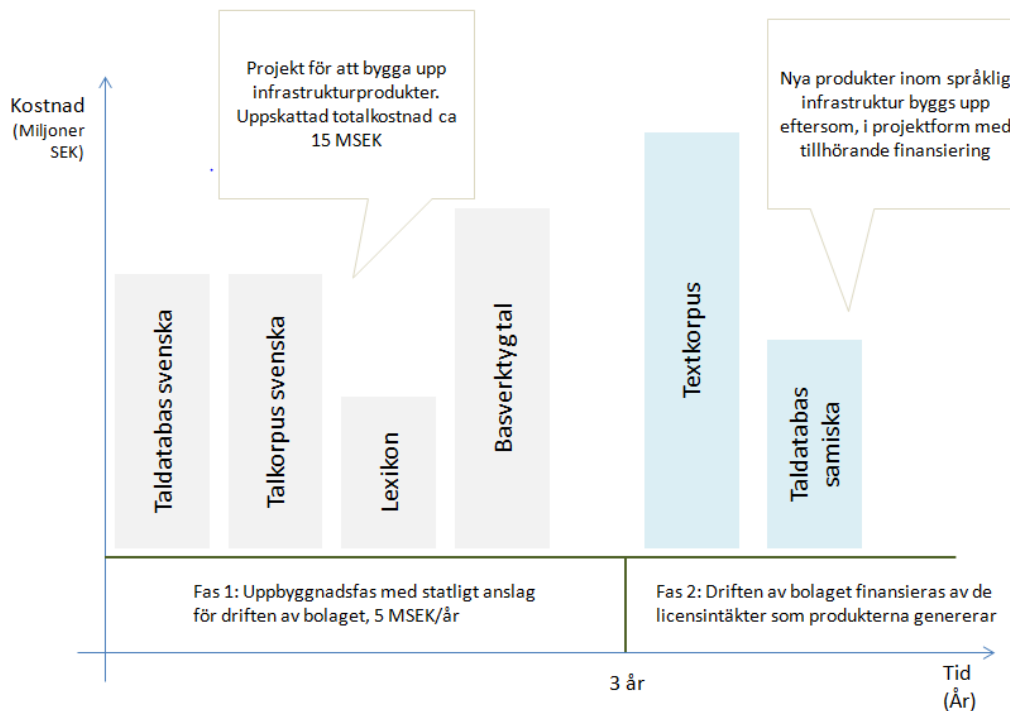 Kostnad
(Miljoner
SEK)
Projekt för att bygga upp
infrastrukturprodukter.
Uppskattad totalkostnad ca
15 MSEK
Nya produkter inom språklig
infrastruktur byggs upp
eftersom, i projektform med
tillhörande finansiering
Taldatabas svenska
Talkorpus svenska
Lexikon
Basverktyg tal
Textkorpus
Taldatabas
samiska
Fas 1: Uppbyggnadsfas med statligt anslag
för driften av bolaget, 5 MSEK/år
Fas 2: Driften av bolaget finansieras av de
licensintäkter som produkterna genererar
3 år
Tid
(År)